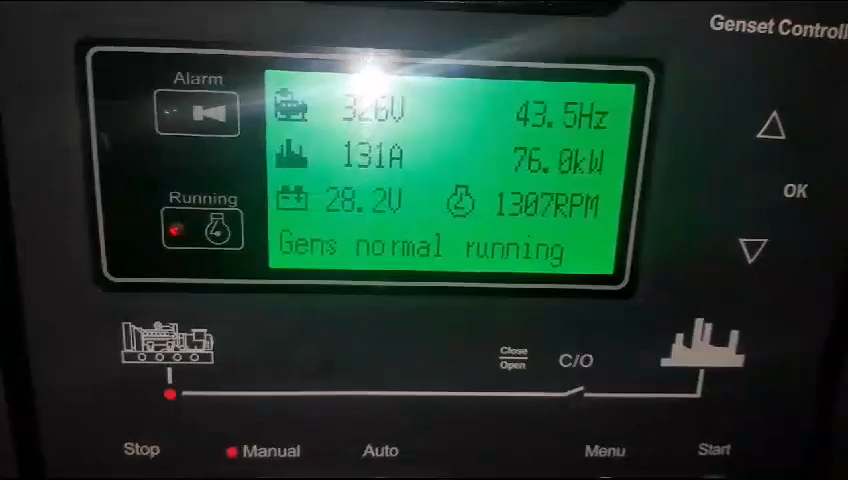 Genset Controll
Alarm
326V 43.5Hz
131A 76.0kW
Running
28.2V 1307RPM
Gens normal running
OK
Close
Open
C/O
Stop
Manual
Auto
Menu
Start